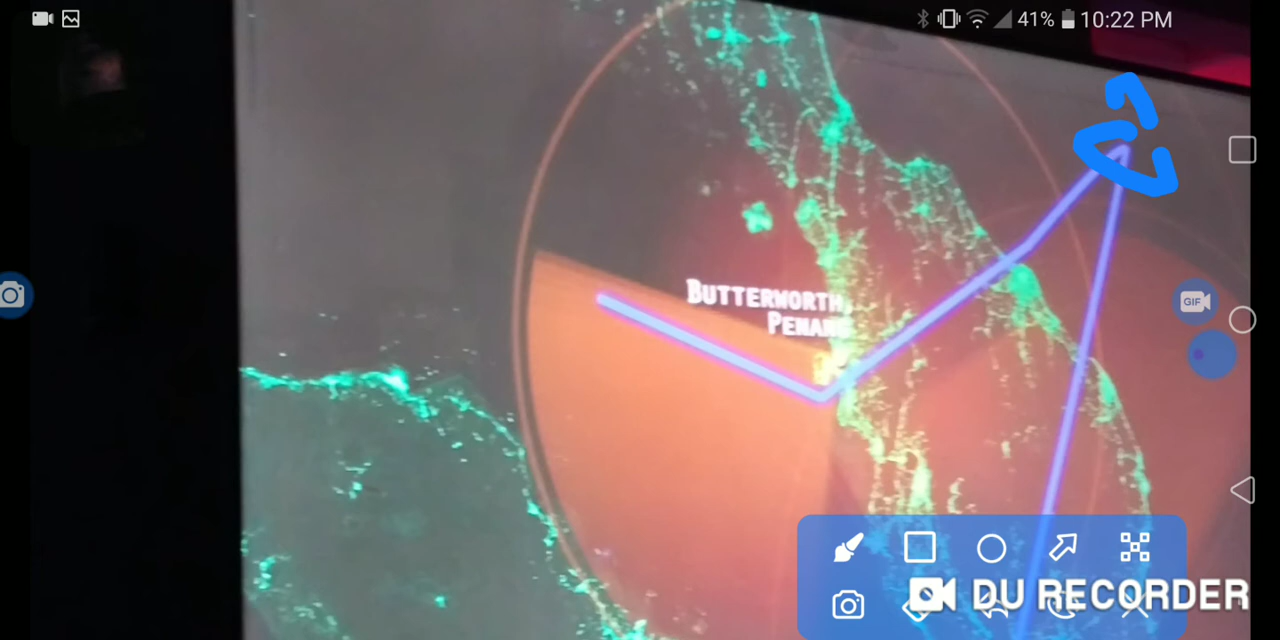 41% 10:22 PM
BUTTERWORTH,
PENANG
GIF
DU RECORDER